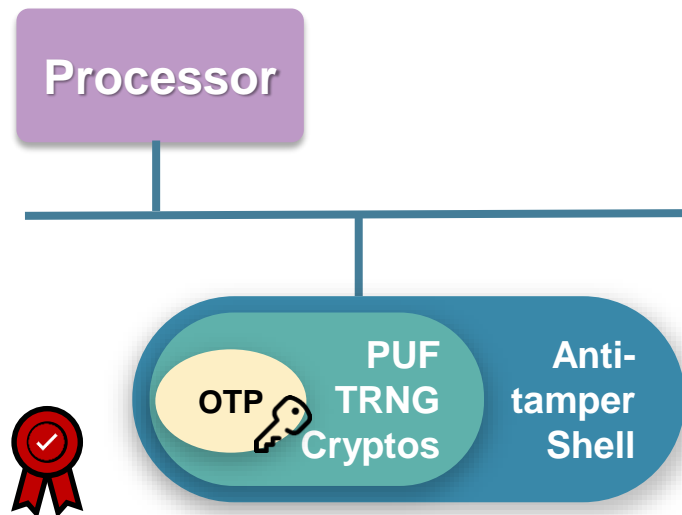 Processor
OTP
PUF
TRNG
Cryptos
Anti-
tamper
Shell